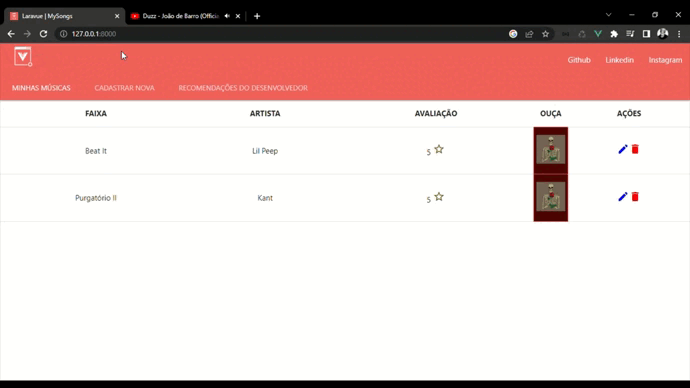 Laravue | MySongs
Duzz - João de Barro (Officia
127.0.0.1:8000
Github Linkedin Instagram
MINHAS MÚSICAS CADASTRAR NOVA RECOMENDAÇÕES DO DESENVOLVEDOR
FAIXA ARTISTA AVALIAÇÃO OUÇA AÇÕES
Beat It Lil Peep 5
Purgatório II Kant 5